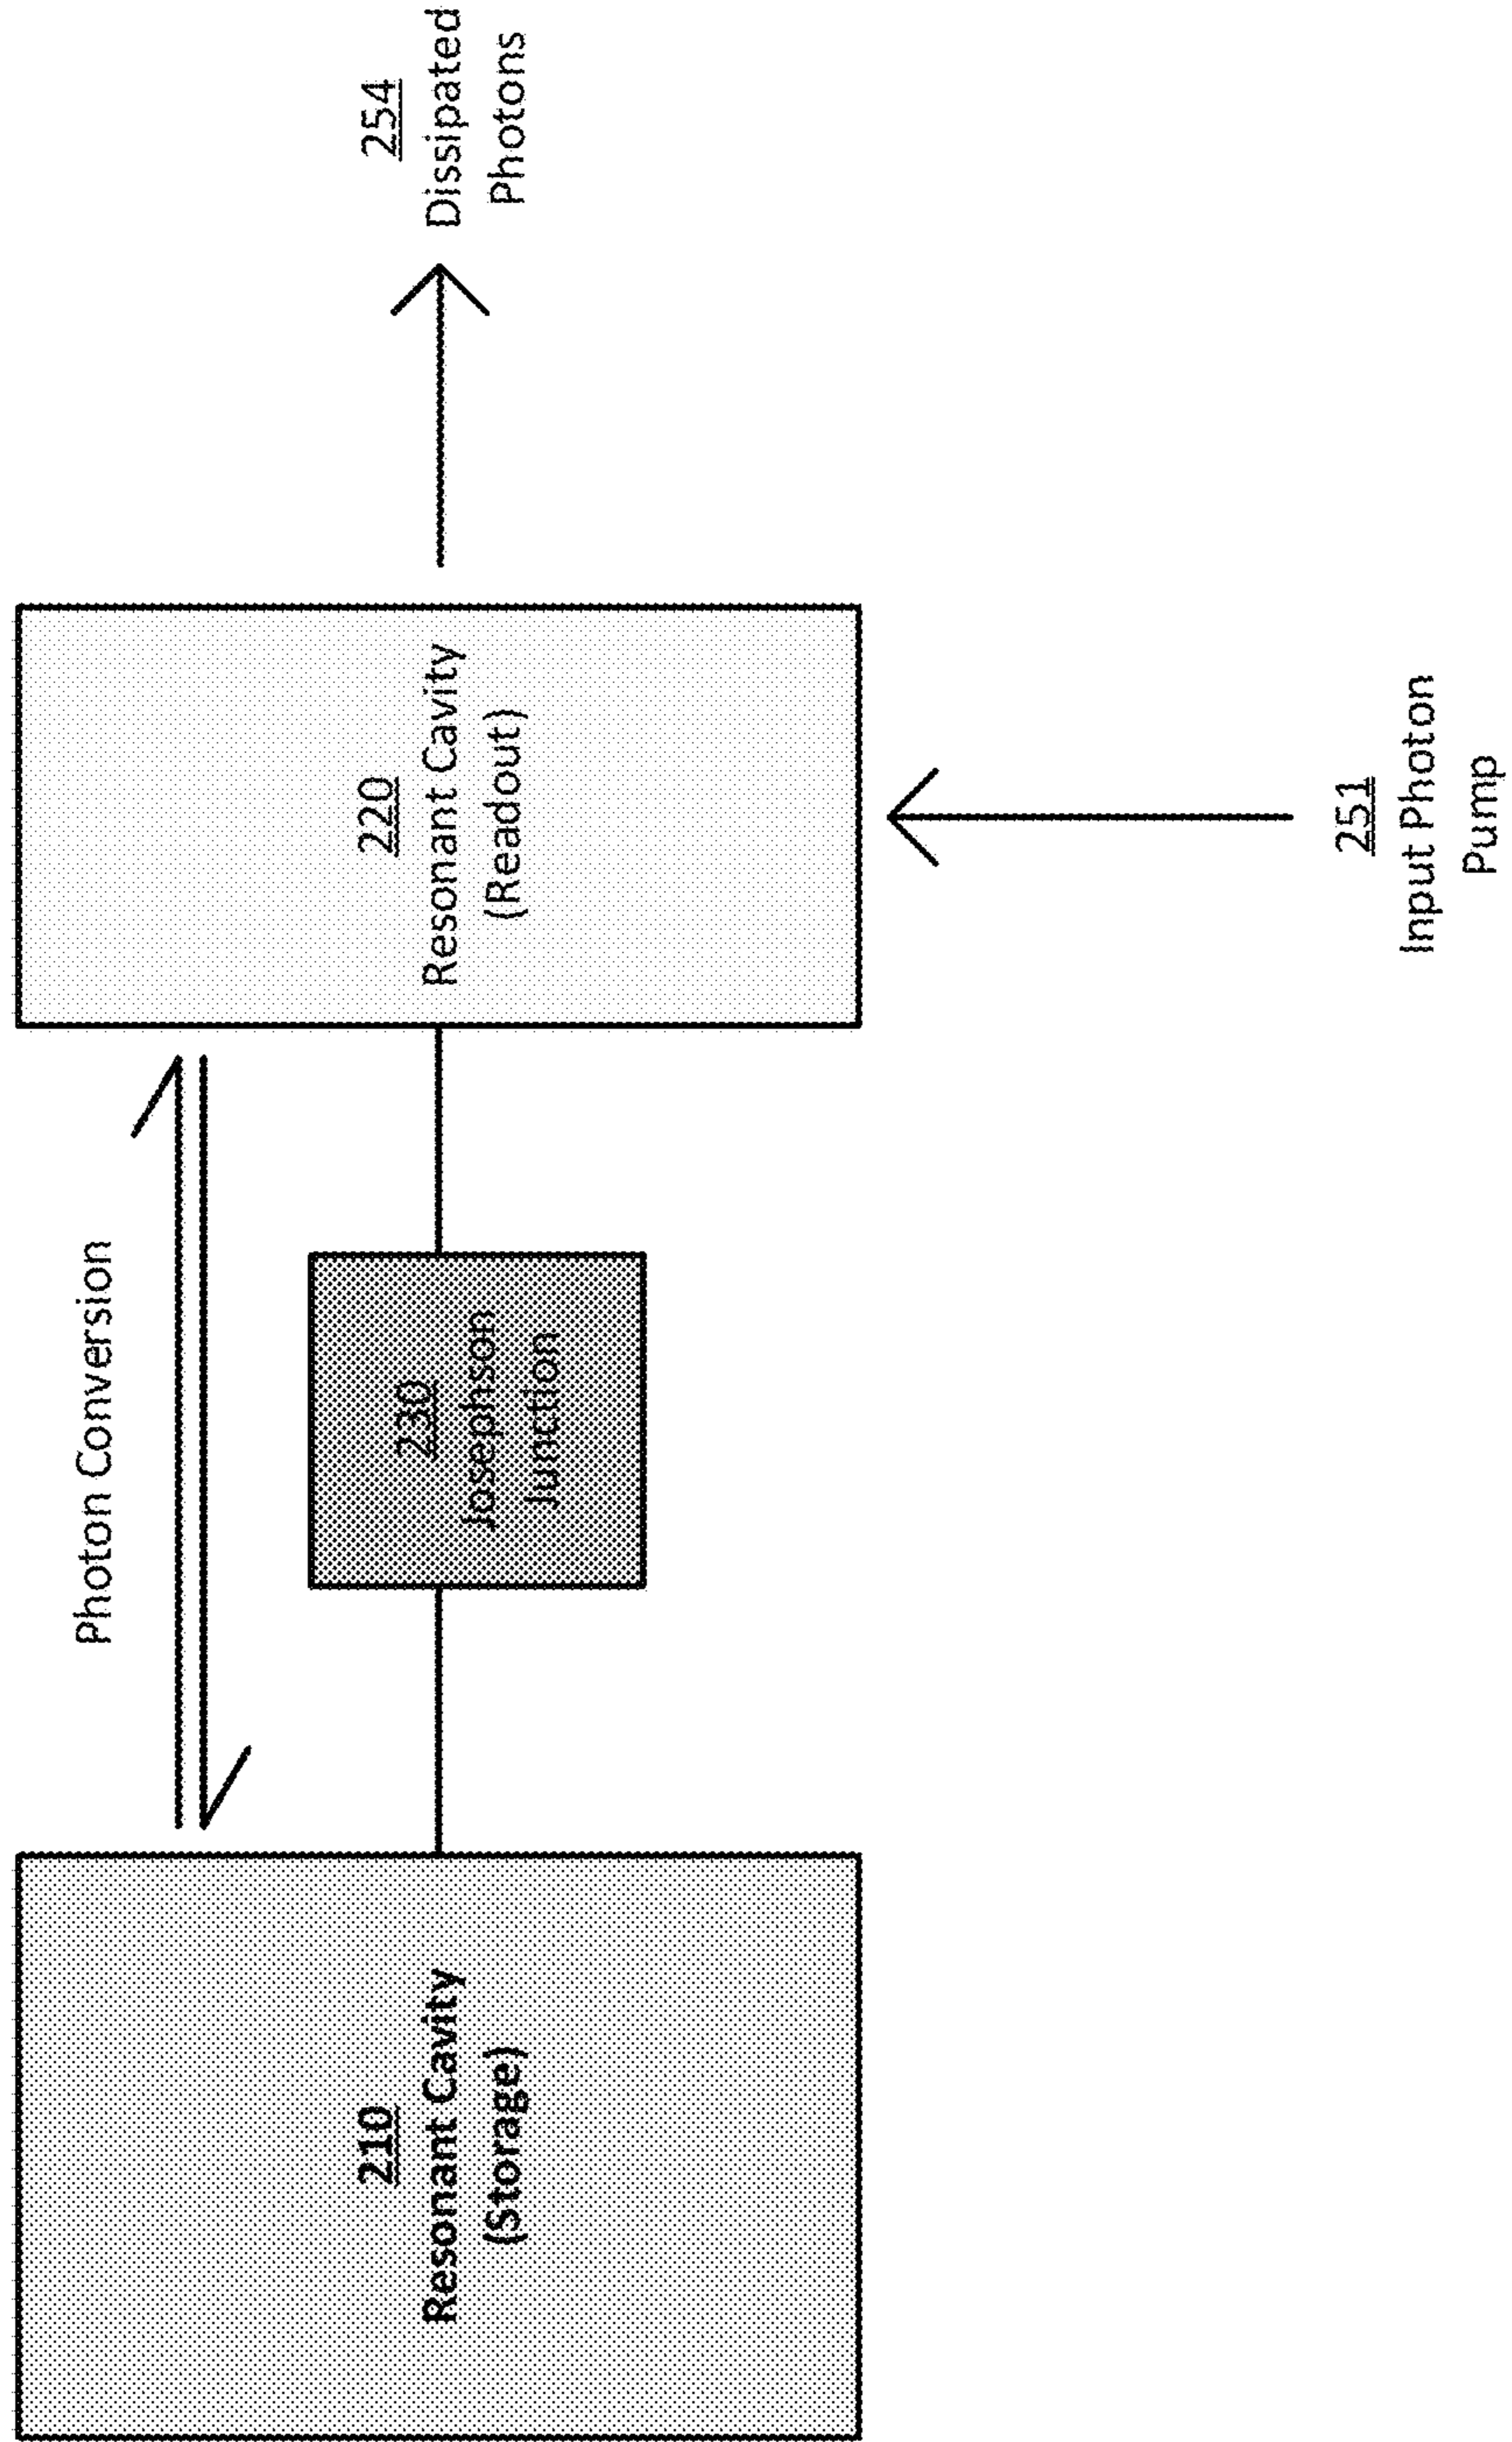 Photon Conversion
210
Resonant Cavity
(Storage)
230
Josephson
Junction
220
Resonant Cavity
(Readout)
254
Dissipated
Photons
251
Input Photon
Pump